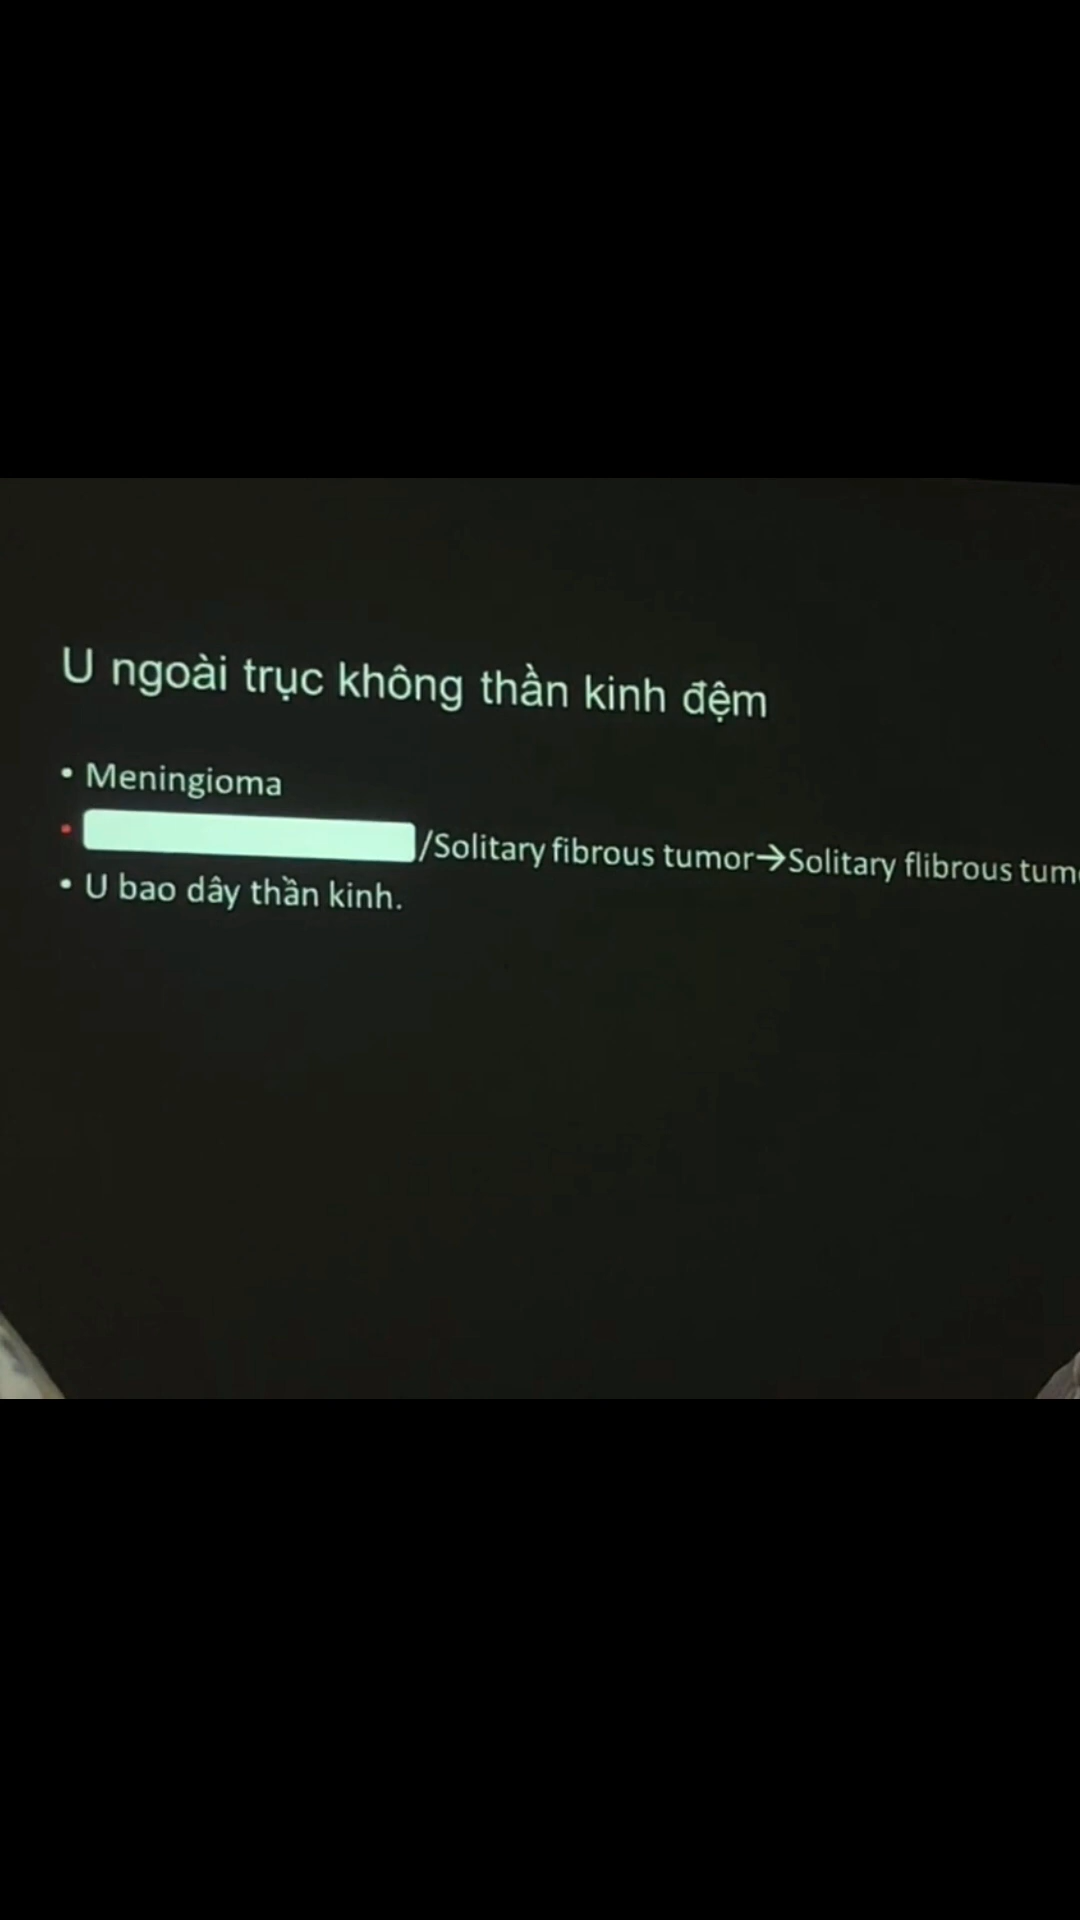 U ngoài trục không thần kinh đệm
• Meningioma
• /Solitary fibrous tumor→Solitary flibrous
• U bao dây thần kinh.